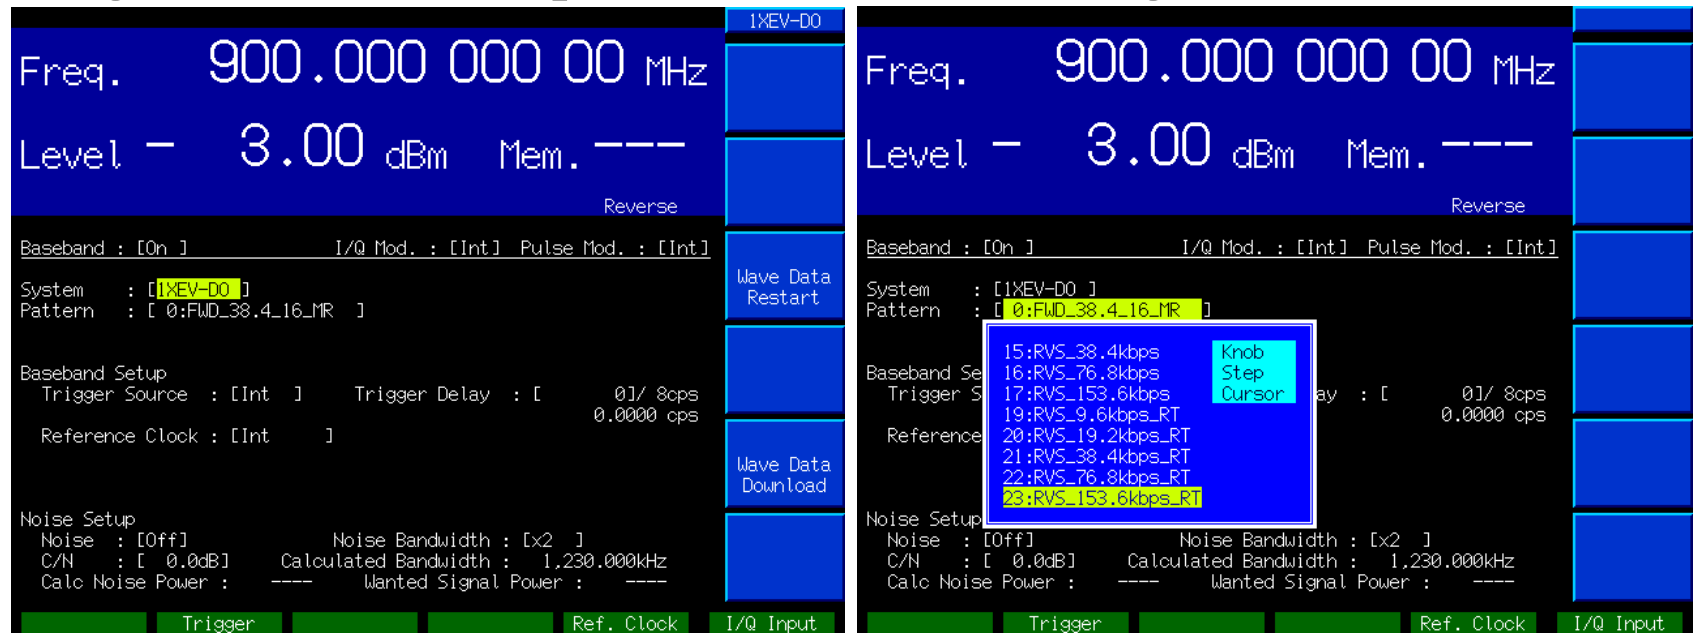 1XEV-DO
Freq. 900.000 000 00 MHz
Level - 3.00 dBm Mem.---
Reverse
Baseband : [On ] I/Q Mod. : [Int] Pulse Mod. : [Int]
System : [1XEV-DO ]
Pattern : [ 0:FWD_38.4_16_MR ]
Wave Data
Restart
Baseband Setup
Trigger Source : [Int ] Trigger Delay : [ 0]/ 8cps
0.0000 cps
Reference Clock : [Int ]
Wave Data
Download
Noise Setup
Noise : [Off] Noise Bandwidth : [x2 ]
C/N : [ 0.0dB] Calculated Bandwidth : 1,230.000kHz
Calc Noise Power : ---- Wanted Signal Power : ----
Trigger Ref. Clock I/Q Input
Freq. 900.000 000 00 MHz
Level - 3.00 dBm Mem.---
Reverse
Baseband : [On ] I/Q Mod. : [Int] Pulse Mod. : [Int]
System : [1XEV-DO ]
Pattern : [ 0:FWD_38.4_16_MR ]
15:RVS_38.4kbps Knob
Baseband Se 16:RVS_76.8kbps Step
Trigger S 17:RVS_153.6kbps Cursor ay : [ 0]/ 8cps
19:RVS_9.6kbps_RT 0.0000 cps
Reference 20:RVS_19.2kbps_RT
21:RVS_38.4kbps_RT
22:RVS_76.8kbps_RT
23:RVS_153.6kbps_RT
Noise Setup
Noise : [Off] Noise Bandwidth : [x2 ]
C/N : [ 0.0dB] Calculated Bandwidth : 1,230.000kHz
Calc Noise Power : ---- Wanted Signal Power : ----
Trigger Ref. Clock I/Q Input